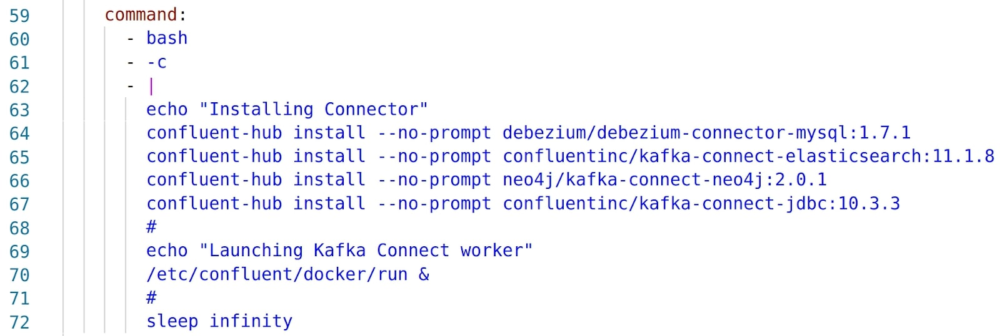 59 command:
60 - bash
61 - -c
62 - |
63 echo "Installing Connector"
64 confluent-hub install --no-prompt debezium/debezium-connector-mysql:1.7.1
65 confluent-hub install --no-prompt confluentinc/kafka-connect-elasticsearch:11.1.8
66 confluent-hub install --no-prompt neo4j/kafka-connect-neo4j:2.0.1
67 confluent-hub install --no-prompt confluentinc/kafka-connect-jdbc:10.3.3
68 #
69 echo "Launching Kafka Connect worker"
70 /etc/confluent/docker/run &
71 #
72 sleep infinity